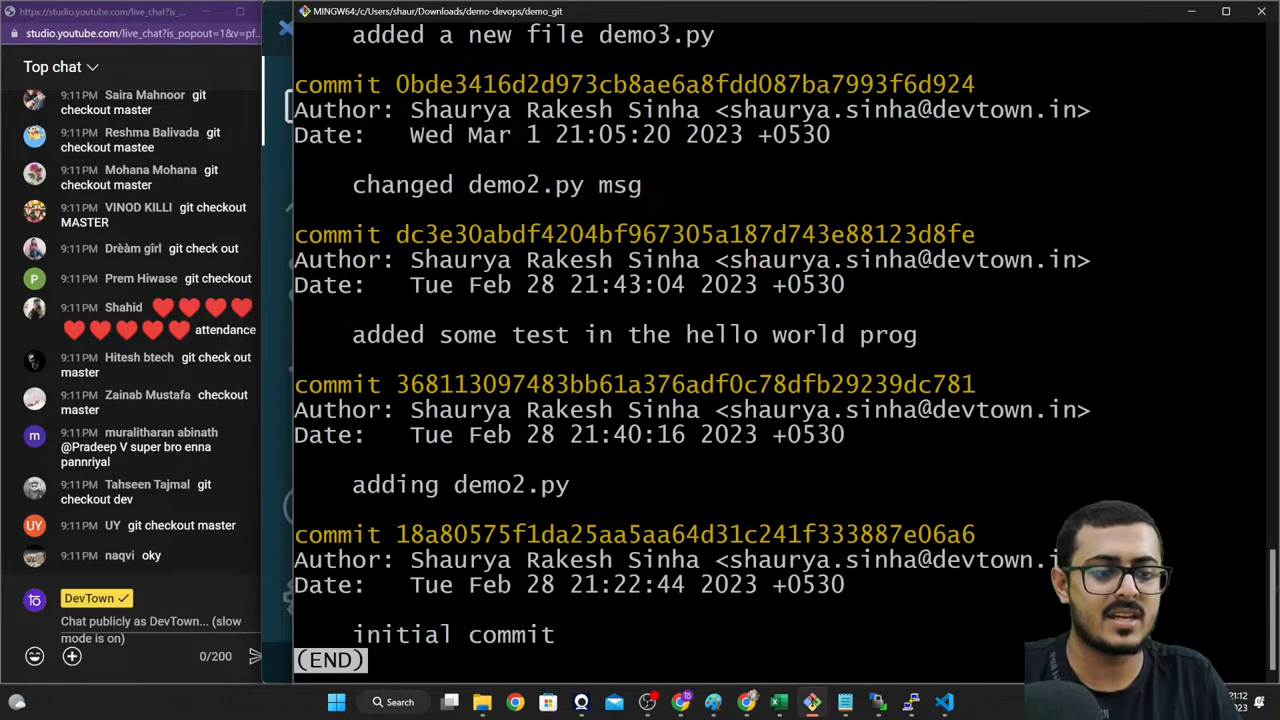 https://studio.youtube.com/live_chat?is_popout=1&v=pf...
studio.youtube.com/live_chat?is_popout=1&v=pf...
Top chat
Saira Mahnoor git
checkout master
Reshma Balivada git
checkout mastee
Mohana Mohana git
checkout master
VINOD KILLI git checkout
MASTER
Drèàm gîrl git check out
P
Prem Hiwase git checkout
Shahid
attendance
Hitesh btech git check out
master
Zainab Mustafa checkout
master
m
muralitharan abinath
@Pradeep V super bro enna
pannriyal
Tahseen Tajmal git
checkout dev
UY
UY git checkout master
naqvi oky
DevTown
Chat publicly as DevTown... (slow
mode is on)
0/200
9:11 PM
9:11 PM
9:11 PM
9:11 PM
9:11 PM
9:11 PM
9:11 PM
9:11 PM
9:11 PM
9:11 PM
9:11 PM
9:11 PM
9:11 PM
MINGW64:/c/Users/shaur/Downloads/demo-devops/demo_git
added a new file demo3.py
commit 0bde3416d2d973cb8ae6a8fdd087ba7993f6d924
Author: Shaurya Rakesh Sinha <shaurya.sinha@devtown.in>
Date: Wed Mar 1 21:05:20 2023 +0530
changed demo2.py msg
commit dc3e30abdf4204bf967305a187d743e88123d8fe
Author: Shaurya Rakesh Sinha <shaurya.sinha@devtown.in>
Date: Tue Feb 28 21:43:04 2023 +0530
added some test in the hello world prog
commit 368113097483bb61a376adf0c78dfb29239dc781
Author: Shaurya Rakesh Sinha <shaurya.sinha@devtown.in>
Date: Tue Feb 28 21:40:16 2023 +0530
adding demo2.py
commit 18a80575f1da25aa5aa64d31c241f333887e06a6
Author: Shaurya Rakesh Sinha <shaurya.sinha@devtown.i
Date: Tue Feb 28 21:22:44 2023 +0530
initial commit
(END)
Search
21:12
2023